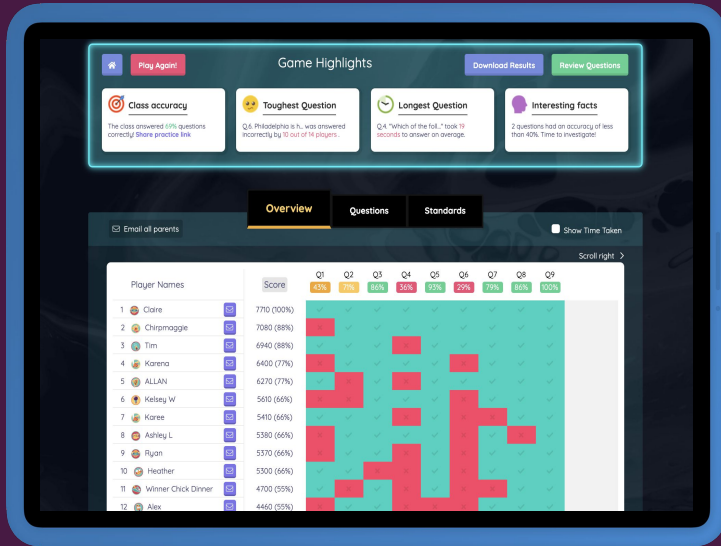 Play Again!
Game Highlights
Download Results
Review Questions
Class accuracy
The class answered 69% questions
correctly! Share practice link
Toughest Question
Q.6. Philadelphia is h... was answered
incorrectly by 10 out of 14 players..
Longest Question
Q.4. "Which of the foll..." took 19
seconds to answer on average.
Interesting facts
2 questions had an accuracy of less
than 40%. Time to investigate!
Overview
Questions
Standards
Email all parents
Show Time Taken
Scroll right >
Player Names
Score
Q1 Q2 Q3 Q4 Q5 Q6 Q7 Q8 Q9
43% 71% 86% 36% 93% 29% 79% 86% 100%
1 Claire 7710 (100%)
2 Chirpmaggie 7080 (88%)
3 Tim 6940 (88%)
4 Karena 6400 (77%)
5 ALLAN 6270 (77%)
6 Kelsey W 5610 (66%)
7 Karee 5410 (66%)
8 Ashley L 5380 (66%)
9 Ryan 5370 (66%)
10 Heather 5300 (66%)
11 Winner Chick Dinner 4700 (55%)
12 Alex 4460 (55%)